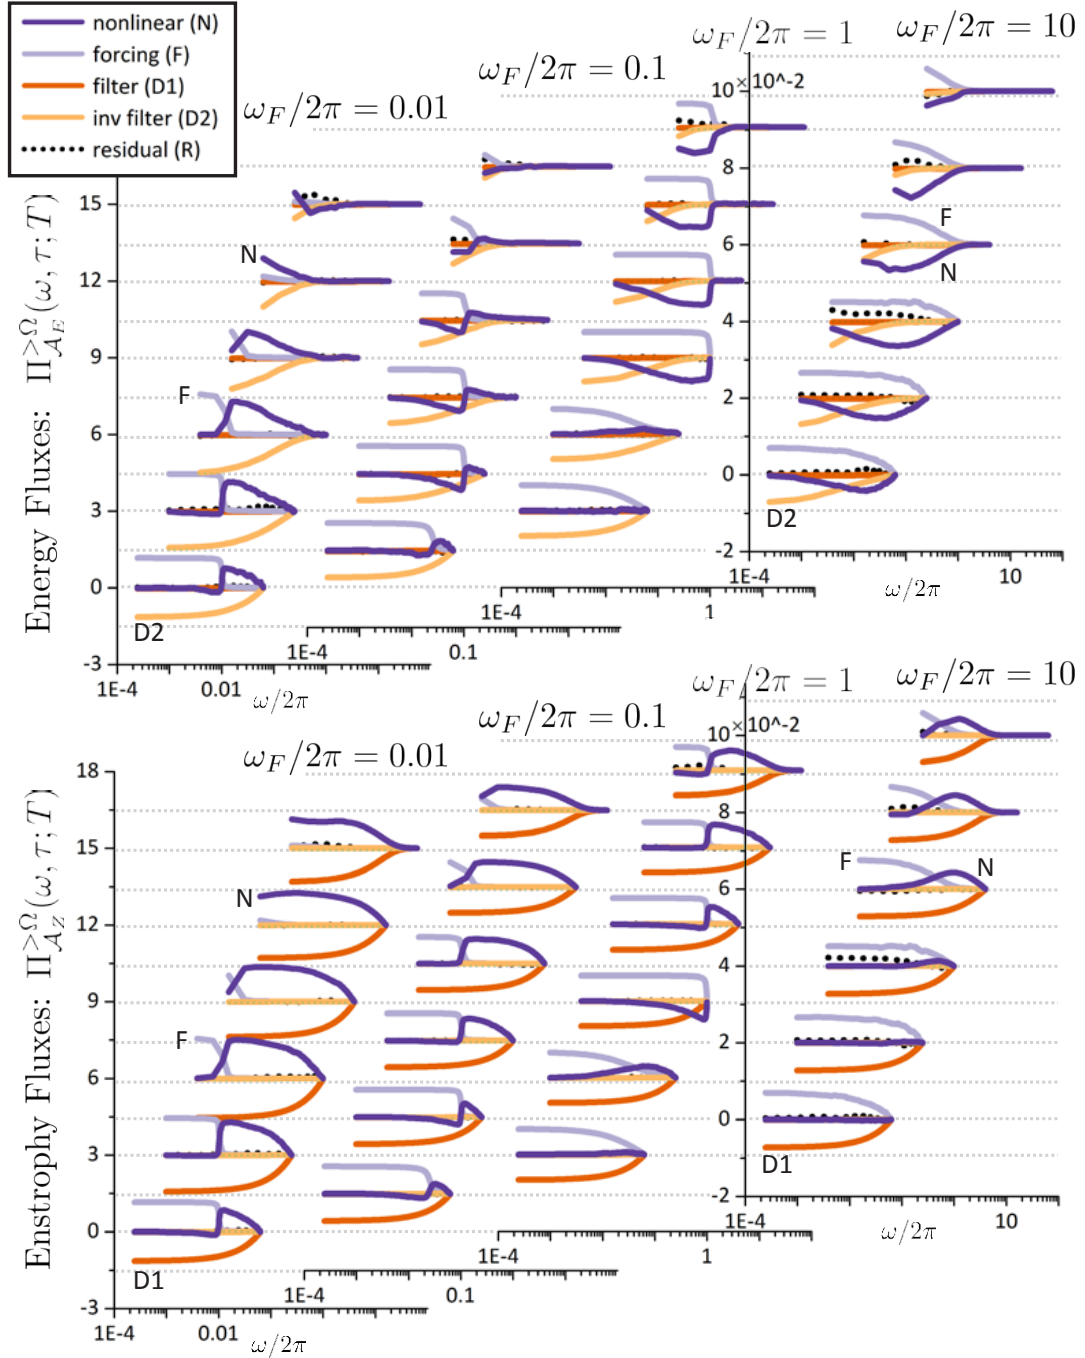 nonlinear (N)
forcing (F)
filter (D1)
inv filter (D2)
residual (R)
ω_F/2π = 0.01
ω_F/2π = 0.1
ω_F/2π = 1
ω_F/2π = 10
Energy Fluxes: Π^{>Ω}_{𝒜_E}(ω, τ; T)
15
12
9
6
3
0
-3
1E-4
0.01
ω/2π
N
F
D2
1E-4
0.1
1E-4
1
10×10^-2
8
6
4
2
0
-2
1E-4
10
ω/2π
F
N
D2
ω_F/2π = 0.01
ω_F/2π = 0.1
ω_F/2π = 1
ω_F/2π = 10
Enstrophy Fluxes: Π^{>Ω}_{𝒜_Z}(ω, τ; T)
18
15
12
9
6
3
0
-3
1E-4
0.01
ω/2π
N
F
D1
1E-4
0.1
1E-4
1
10×10^-2
8
6
4
2
0
-2
1E-4
10
ω/2π
F
N
D1